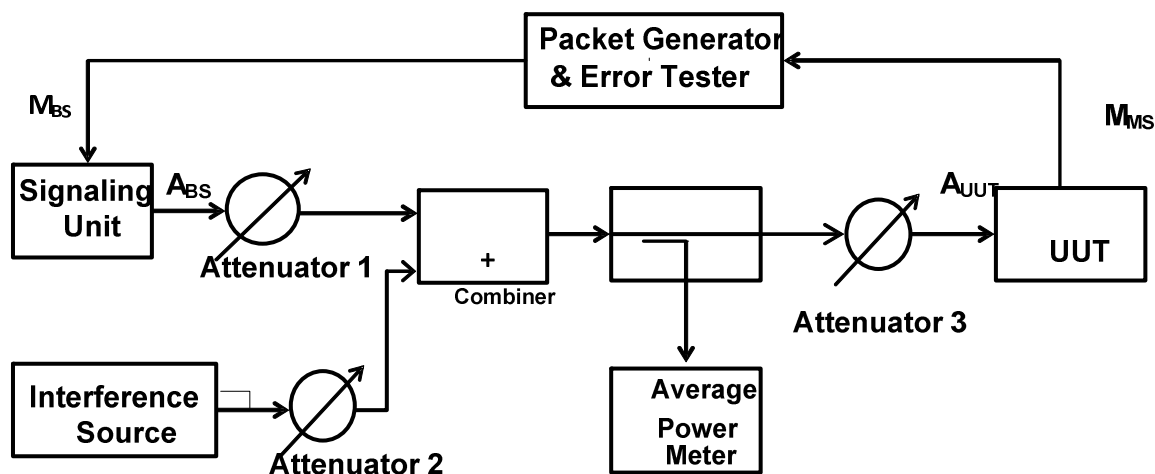 Packet Generator
& Error Tester
MBS
MMS
Signaling
Unit
ABS
Attenuator 1
+
Combiner
AUUT
UUT
Attenuator 3
Interference
Source
Attenuator 2
Average
Power
Meter